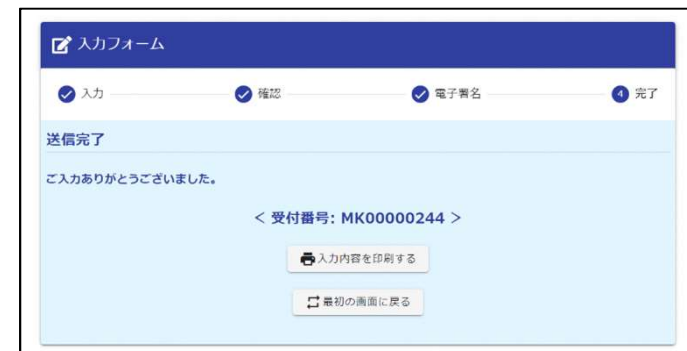 入力フォーム
入力 確認 電子署名 4 完了
送信完了
ご入力ありがとうございました。
< 受付番号: MK00000244 >
入力内容を印刷する
最初の画面に戻る